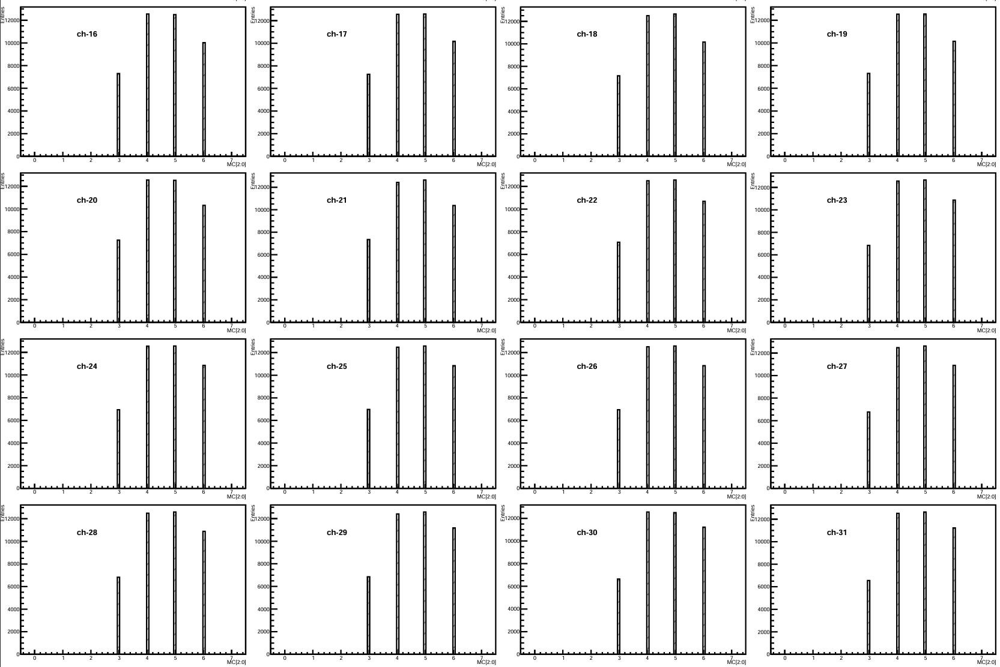 Entries
12000
10000
8000
6000
4000
2000
0
ch-16
0 1 2 3 4 5 6 7
MC[2:0]
Entries
12000
10000
8000
6000
4000
2000
0
ch-17
0 1 2 3 4 5 6 7
MC[2:0]
Entries
12000
10000
8000
6000
4000
2000
0
ch-18
0 1 2 3 4 5 6 7
MC[2:0]
Entries
12000
10000
8000
6000
4000
2000
0
ch-19
0 1 2 3 4 5 6 7
MC[2:0]
Entries
12000
10000
8000
6000
4000
2000
0
ch-20
0 1 2 3 4 5 6 7
MC[2:0]
Entries
12000
10000
8000
6000
4000
2000
0
ch-21
0 1 2 3 4 5 6 7
MC[2:0]
Entries
12000
10000
8000
6000
4000
2000
0
ch-22
0 1 2 3 4 5 6 7
MC[2:0]
Entries
12000
10000
8000
6000
4000
2000
0
ch-23
0 1 2 3 4 5 6 7
MC[2:0]
Entries
12000
10000
8000
6000
4000
2000
0
ch-24
0 1 2 3 4 5 6 7
MC[2:0]
Entries
12000
10000
8000
6000
4000
2000
0
ch-25
0 1 2 3 4 5 6 7
MC[2:0]
Entries
12000
10000
8000
6000
4000
2000
0
ch-26
0 1 2 3 4 5 6 7
MC[2:0]
Entries
12000
10000
8000
6000
4000
2000
0
ch-27
0 1 2 3 4 5 6 7
MC[2:0]
Entries
12000
10000
8000
6000
4000
2000
0
ch-28
0 1 2 3 4 5 6 7
MC[2:0]
Entries
12000
10000
8000
6000
4000
2000
0
ch-29
0 1 2 3 4 5 6 7
MC[2:0]
Entries
12000
10000
8000
6000
4000
2000
0
ch-30
0 1 2 3 4 5 6 7
MC[2:0]
Entries
12000
10000
8000
6000
4000
2000
0
ch-31
0 1 2 3 4 5 6 7
MC[2:0]